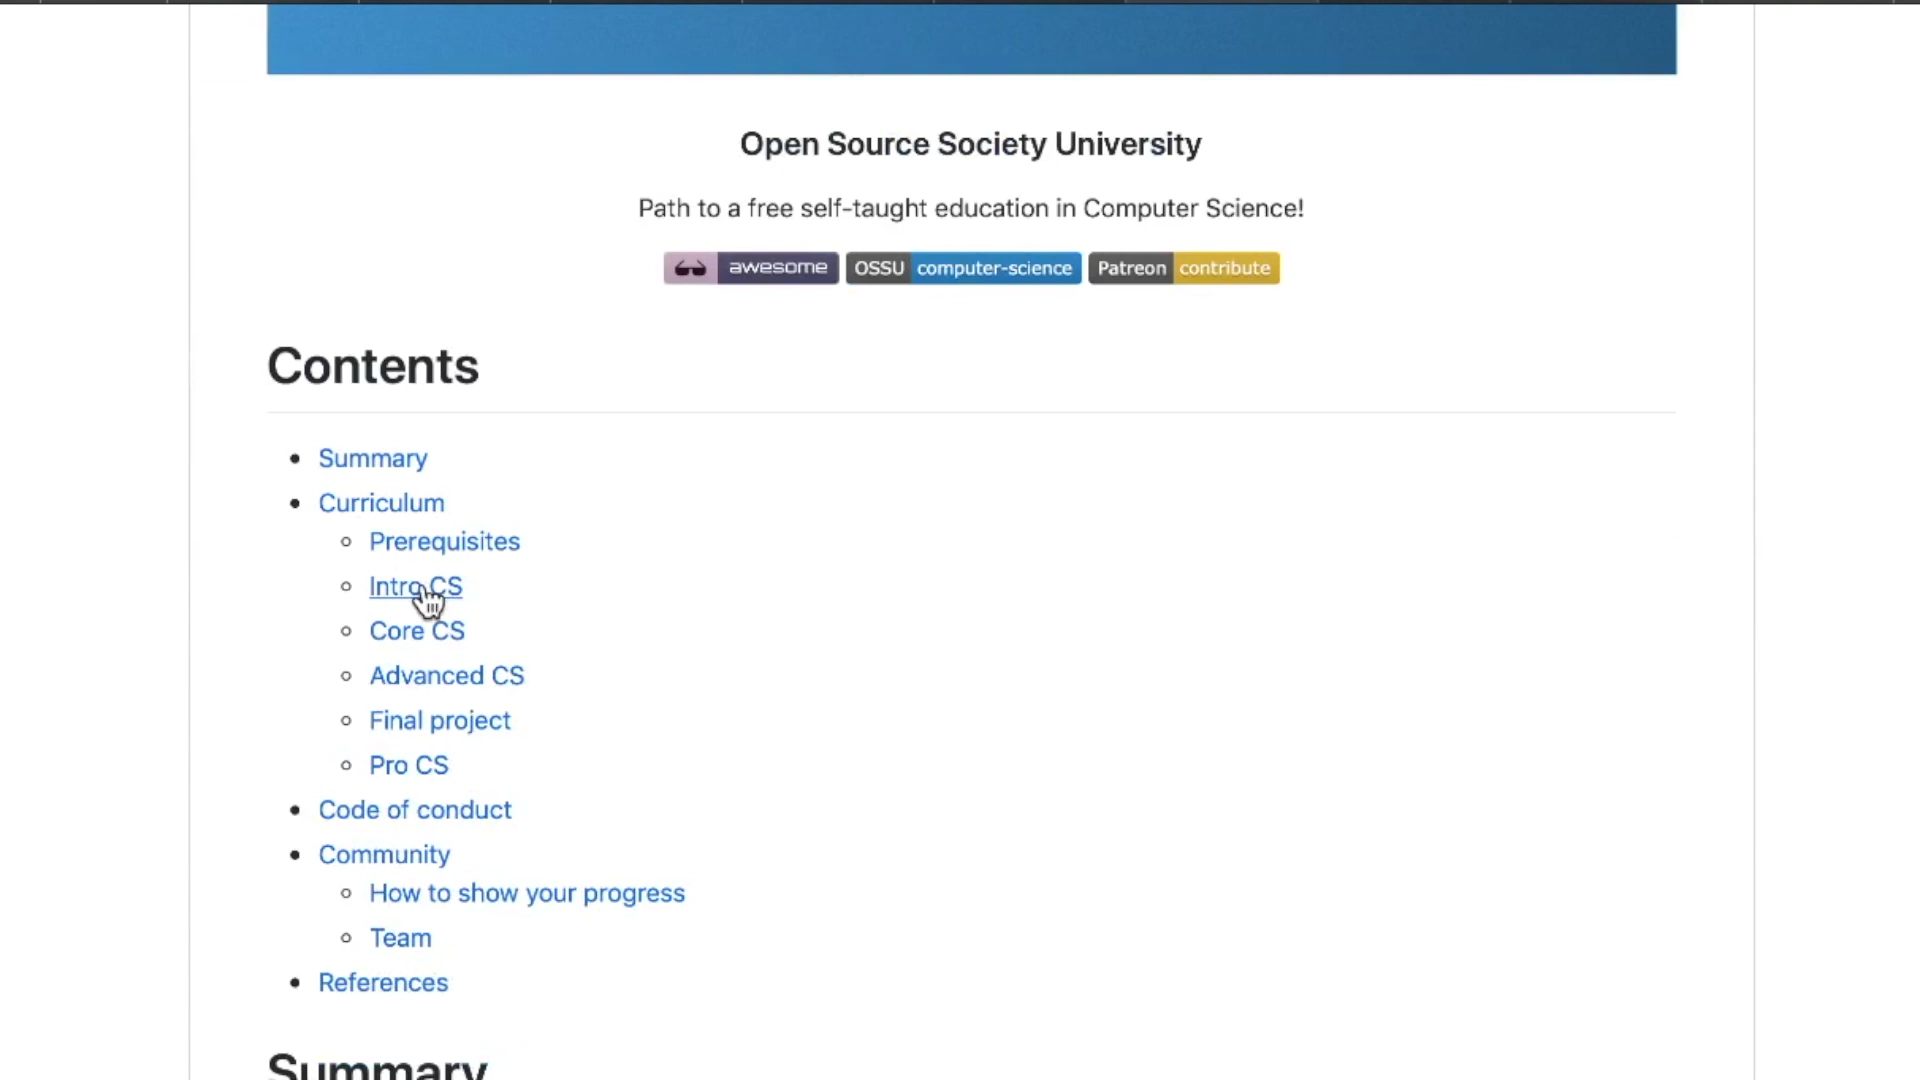 Open Source Society University
Path to a free self-taught education in Computer Science!
awesome OSSU computer-science Patreon contribute
Contents
Summary
Curriculum
Prerequisites
Intro CS
Core CS
Advanced CS
Final project
Pro CS
Code of conduct
Community
How to show your progress
Team
References
Summary